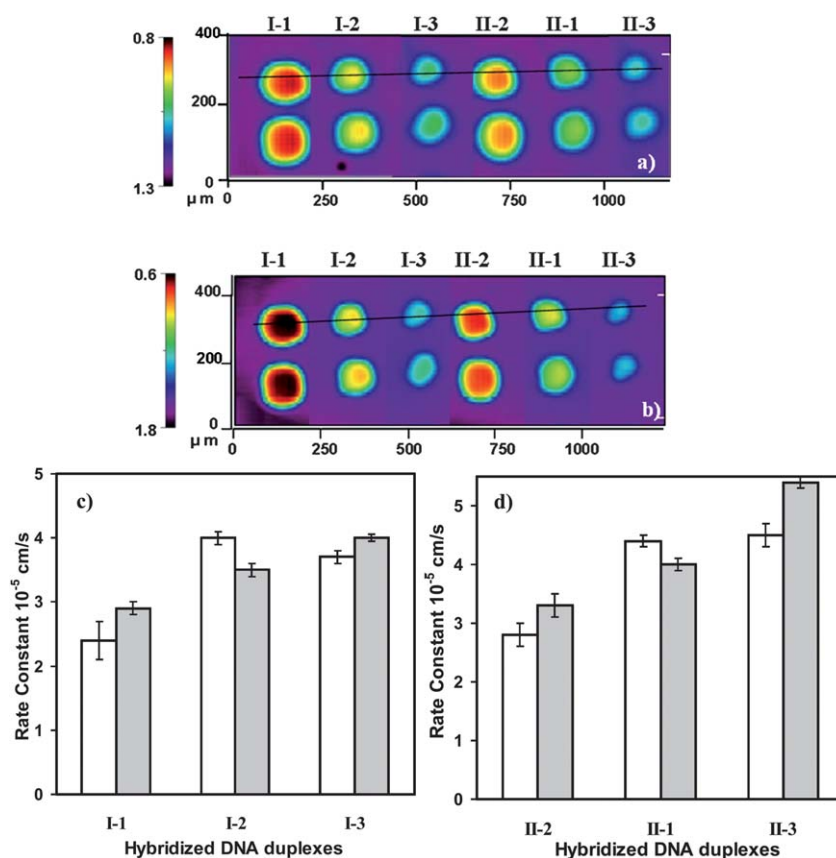 I-1 I-2 I-3 II-2 II-1 II-3
0.8
1.3
400
200
0
a)
μm 0 250 500 750 1000
I-1 I-2 I-3 II-2 II-1 II-3
0.6
1.8
400
200
0
b)
μm 0 250 500 750 1000
c)
Rate Constant 10⁻⁵ cm/s
5
4
3
2
1
0
I-1 I-2 I-3
Hybridized DNA duplexes
d)
Rate Constant 10⁻⁵ cm/s
5
4
3
2
1
0
II-2 II-1 II-3
Hybridized DNA duplexes